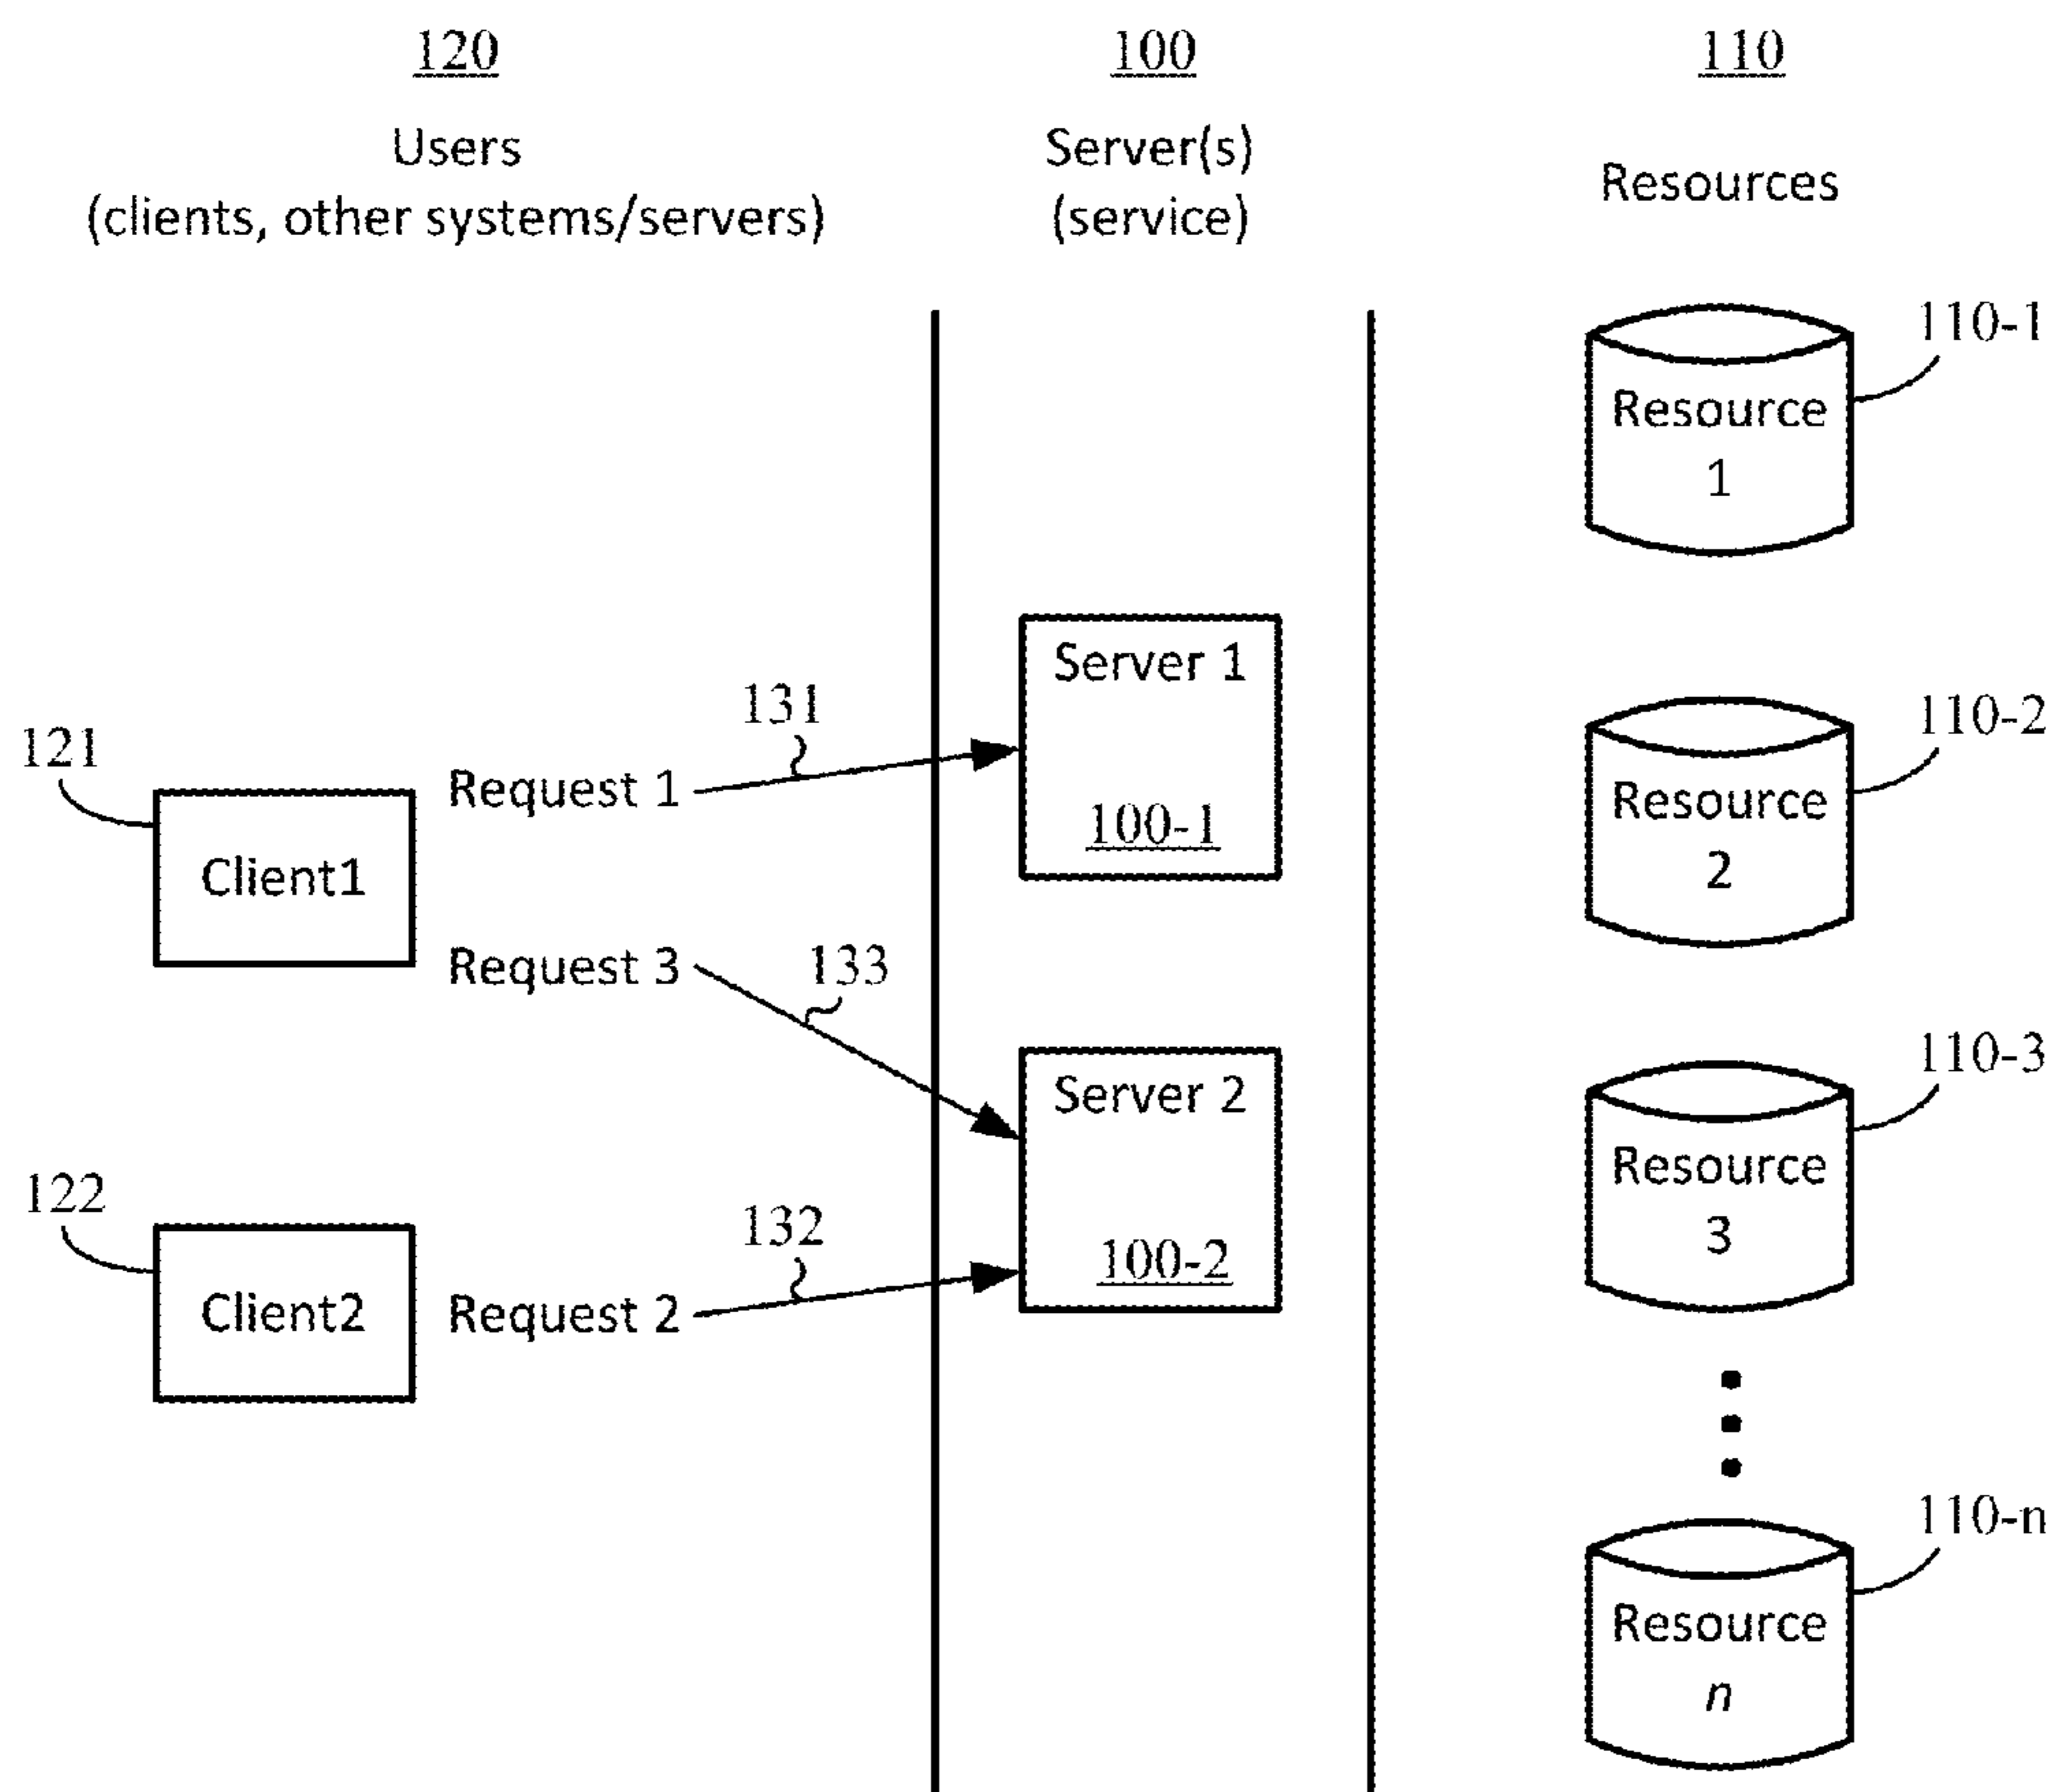 120
100
110
Users
(clients, other systems/servers)
Server(s)
(service)
Resources
110-1
Resource
1
Server 1
100-1
131
Request 1
121
Client1
110-2
Resource
2
Request 3
133
Server 2
100-2
110-3
Resource
3
122
Client2
132
Request 2
110-n
Resource
n